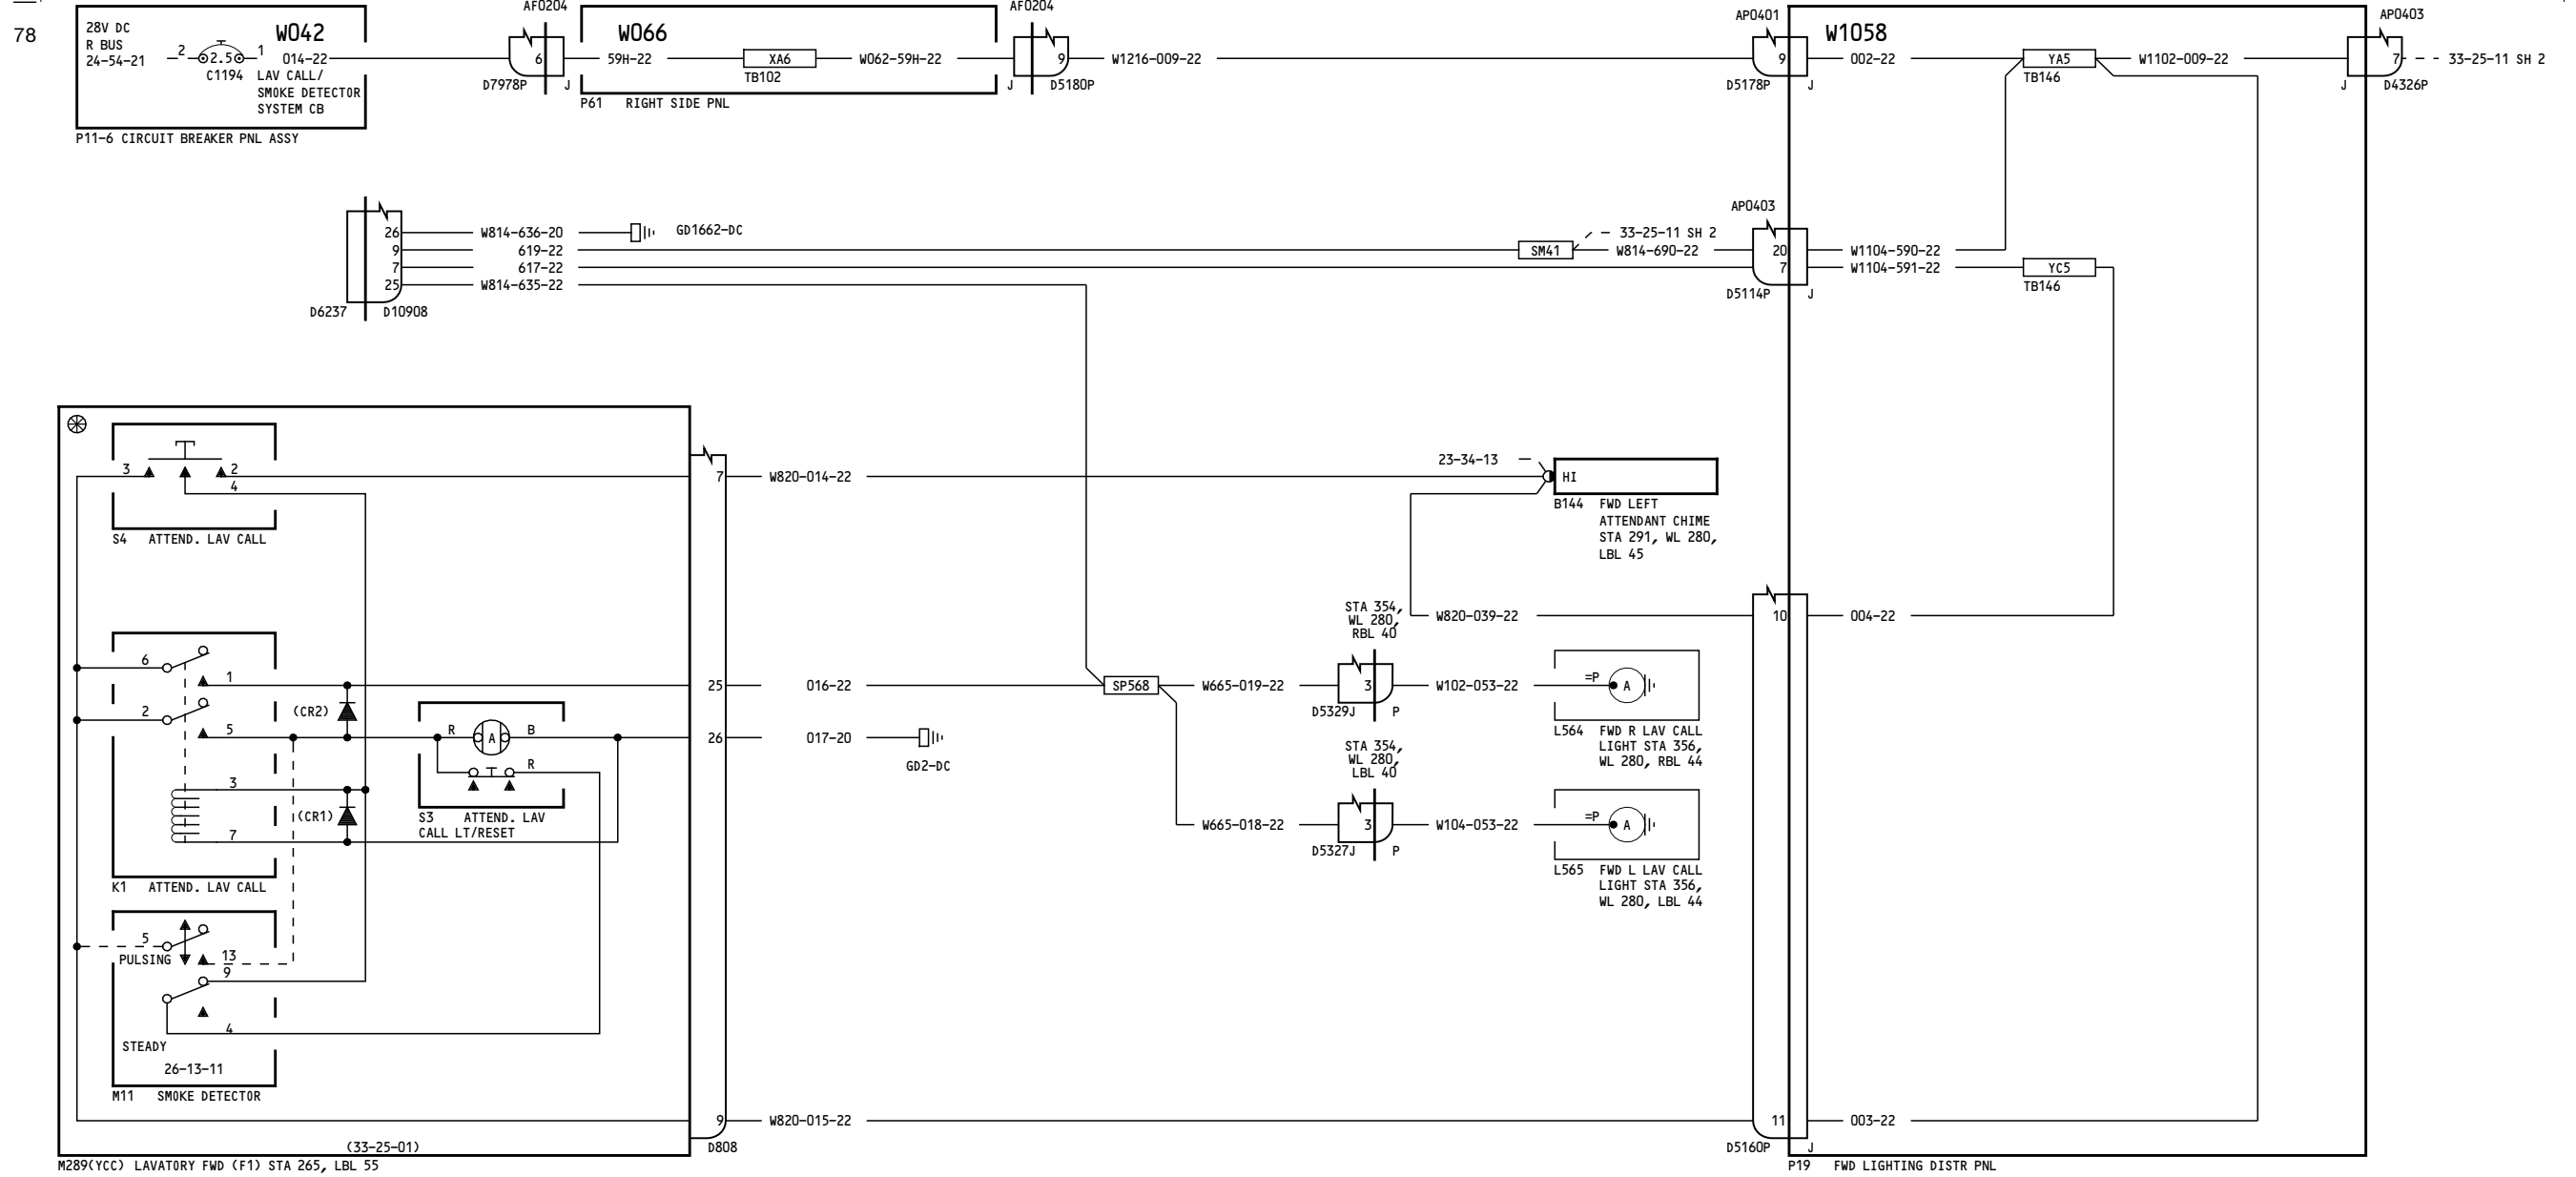 78
28V DC
R BUS
24-54-21
2
2.5
1
C1194
W042
014-22
LAV CALL/
SMOKE DETECTOR
SYSTEM CB
P11-6 CIRCUIT BREAKER PNL ASSY
AF0204
6
D7978P
J
W066
59H-22
XA6
TB102
W062-59H-22
P61 RIGHT SIDE PNL
AF0204
9
J
D5180P
W1216-009-22
AP0401
9
D5178P
J
W1058
002-22
YA5
TB146
W1102-009-22
AP0403
7
33-25-11 SH 2
J
D4326P
26
W814-636-20
GD1662-DC
9
619-22
7
617-22
25
W814-635-22
D6237
D10908
SM41
33-25-11 SH 2
W814-690-22
AP0403
20
7
D5114P
J
W1104-590-22
W1104-591-22
YC5
TB146
3
2
4
S4 ATTEND. LAV CALL
7
W820-014-22
23-34-13
HI
B144 FWD LEFT
ATTENDANT CHIME
STA 291, WL 280,
LBL 45
W820-039-22
10
004-22
6
1
2
5
3
7
K1 ATTEND. LAV CALL
(CR2)
(CR1)
R
A
B
R
S3 ATTEND. LAV
CALL LT/RESET
25
016-22
SP568
26
017-20
GD2-DC
W665-019-22
STA 354,
WL 280,
RBL 40
3
D5329J
P
W102-053-22
=P
A
L564 FWD R LAV CALL
LIGHT STA 356,
WL 280, RBL 44
W665-018-22
STA 354,
WL 280,
LBL 40
3
D5327J
P
W104-053-22
=P
A
L565 FWD L LAV CALL
LIGHT STA 356,
WL 280, LBL 44
5
PULSING
13
9
4
STEADY
26-13-11
M11 SMOKE DETECTOR
9
W820-015-22
D808
11
D5160P
J
003-22
(33-25-01)
M289(YCC) LAVATORY FWD (F1) STA 265, LBL 55
P19 FWD LIGHTING DISTR PNL